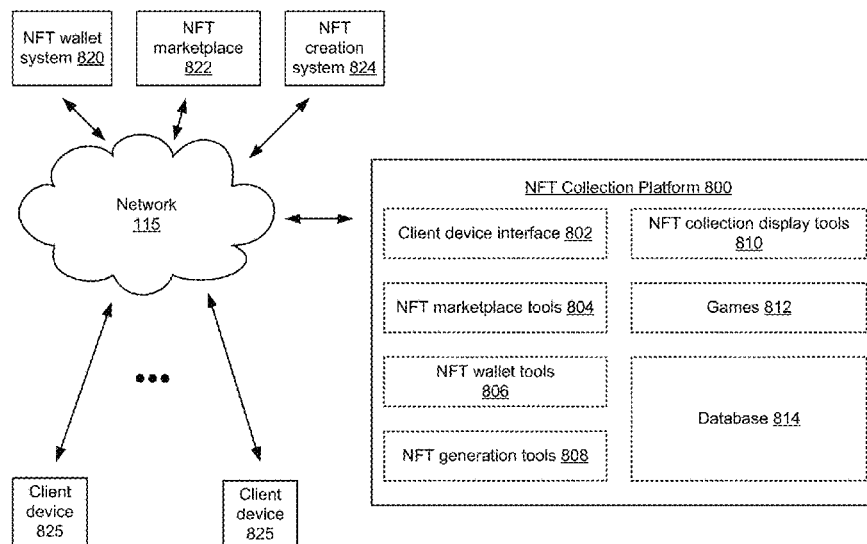 NFT wallet
system 820
NFT
marketplace
822
NFT
creation
system 824
Network
115
NFT Collection Platform 800
Client device interface 802
NFT collection display tools
810
NFT marketplace tools 804
Games 812
NFT wallet tools
806
Database 814
NFT generation tools 808
Client
device
825
Client
device
825